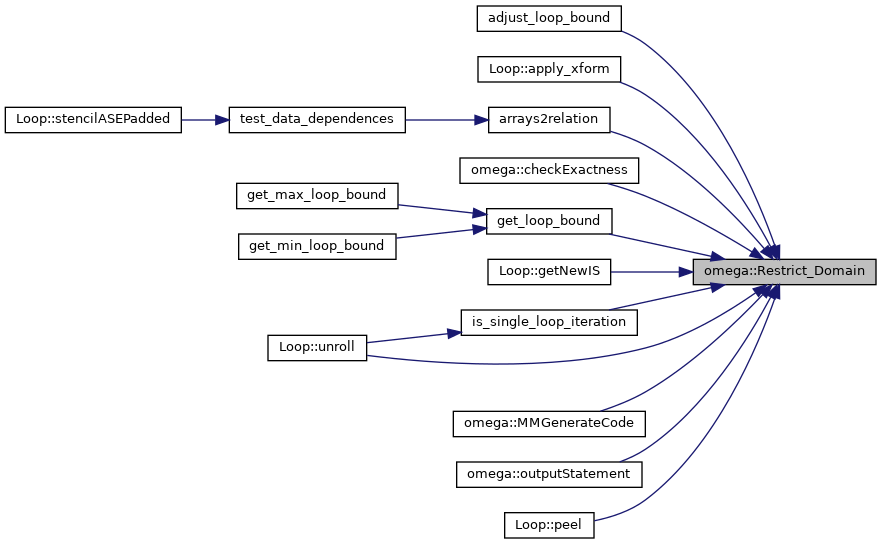 adjust_loop_bound
Loop::apply_xform
Loop::stencilASEPadded
test_data_dependences
arrays2relation
omega::checkExactness
get_max_loop_bound
get_loop_bound
get_min_loop_bound
omega::Restrict_Domain
Loop::getNewIS
is_single_loop_iteration
Loop::unroll
omega::MMGenerateCode
omega::outputStatement
Loop::peel